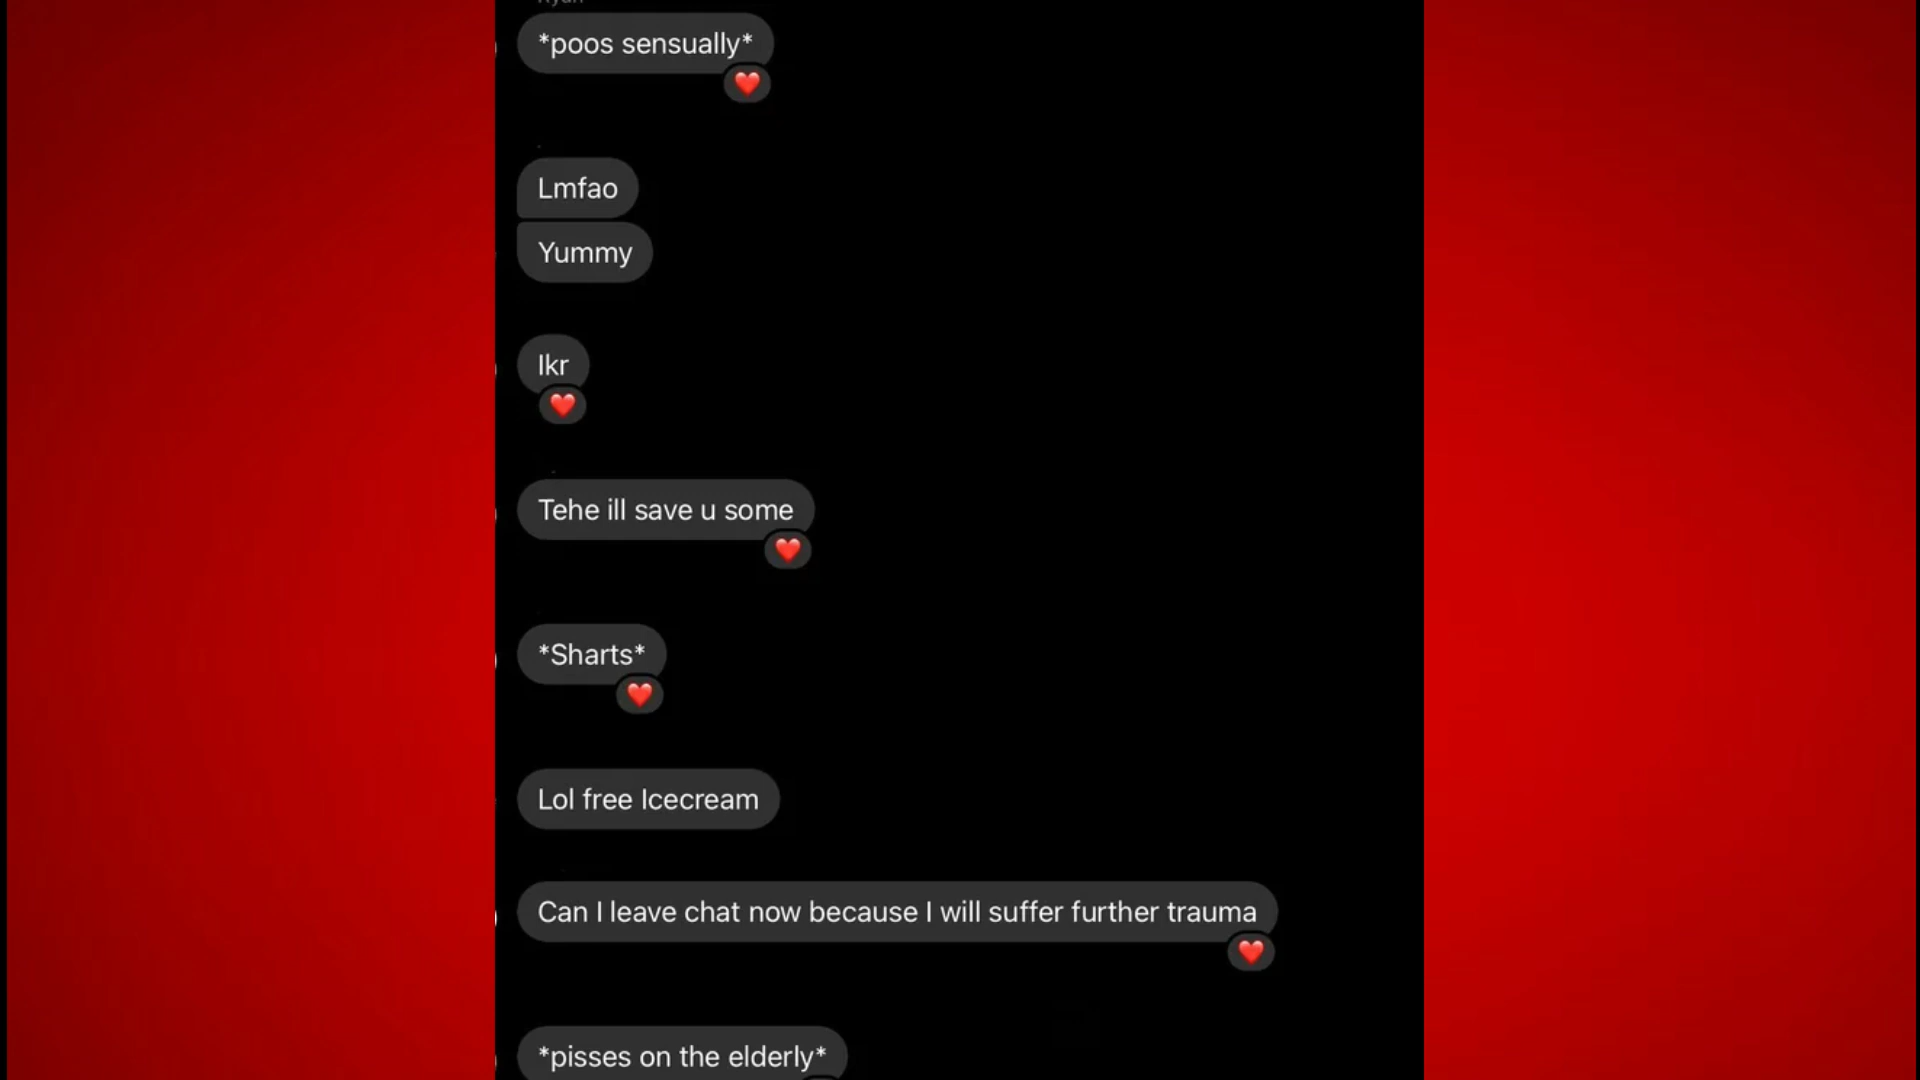 *poos sensually*
Lmfao
Yummy
Ikr
Tehe ill save u some
*Sharts*
Lol free Icecream
Can I leave chat now because I will suffer further trauma
*pisses on the elderly*